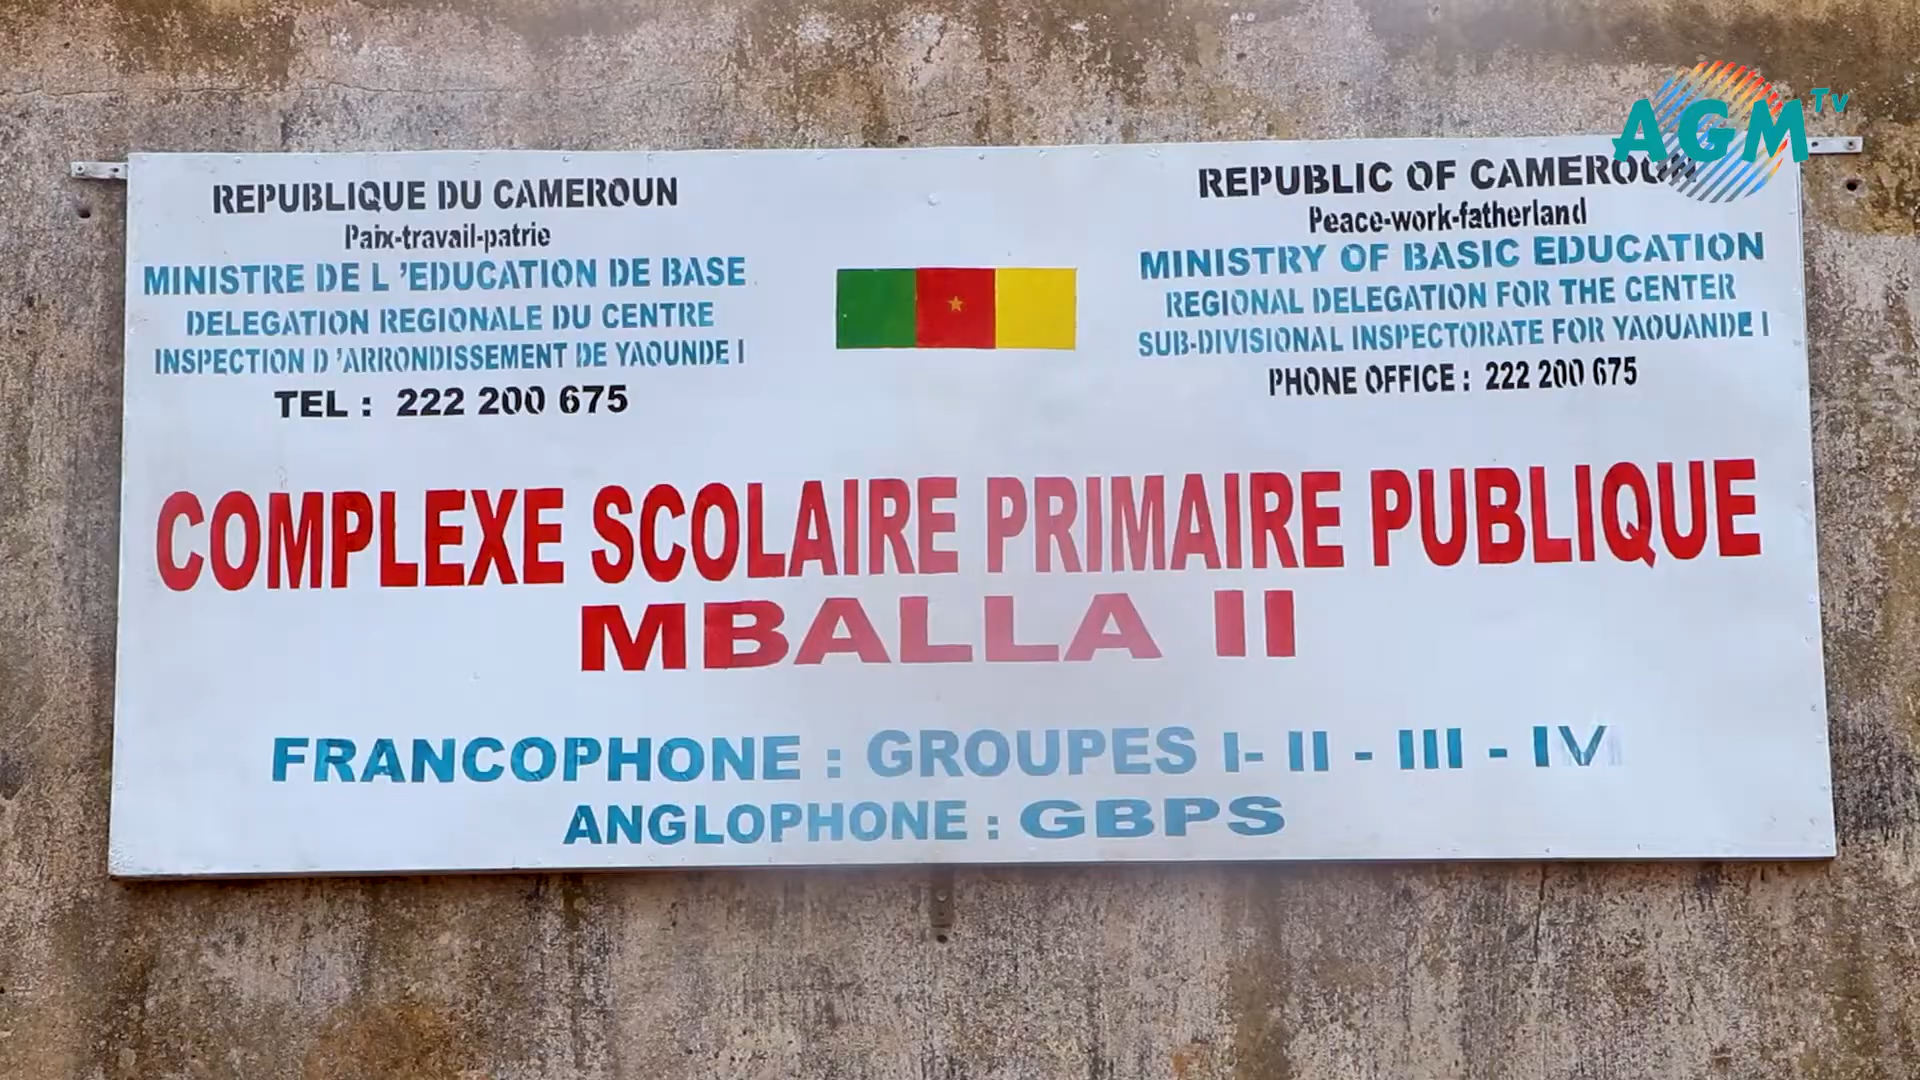 REPUBLIQUE DU CAMEROUN
Paix-travail-patrie
MINISTRE DE L 'EDUCATION DE BASE
DELEGATION REGIONALE DU CENTRE
INSPECTION D 'ARRONDISSEMENT DE YAOUNDE I
TEL : 222 200 675
REPUBLIC OF CAMEROUN
Peace-work-fatherland
MINISTRY OF BASIC EDUCATION
REGIONAL DELEGATION FOR THE CENTER
SUB-DIVISIONAL INSPECTORATE FOR YAOUANDE I
PHONE OFFICE : 222 200 675
AGM Tv
COMPLEXE SCOLAIRE PRIMAIRE PUBLIQUE
MBALLA II
FRANCOPHONE : GROUPES I- II - III - IV
ANGLOPHONE : GBPS